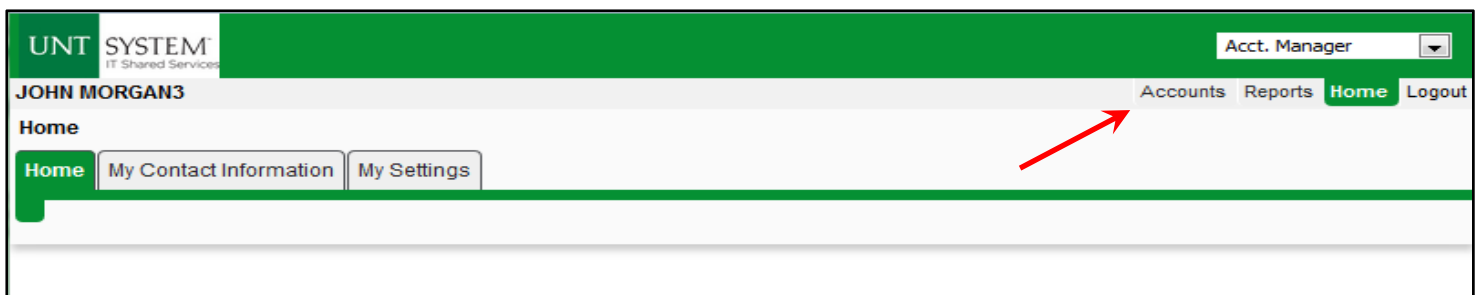 UNT SYSTEM™
IT Shared Services
Acct. Manager
JOHN MORGAN3
Accounts Reports Home Logout
Home
Home My Contact Information My Settings